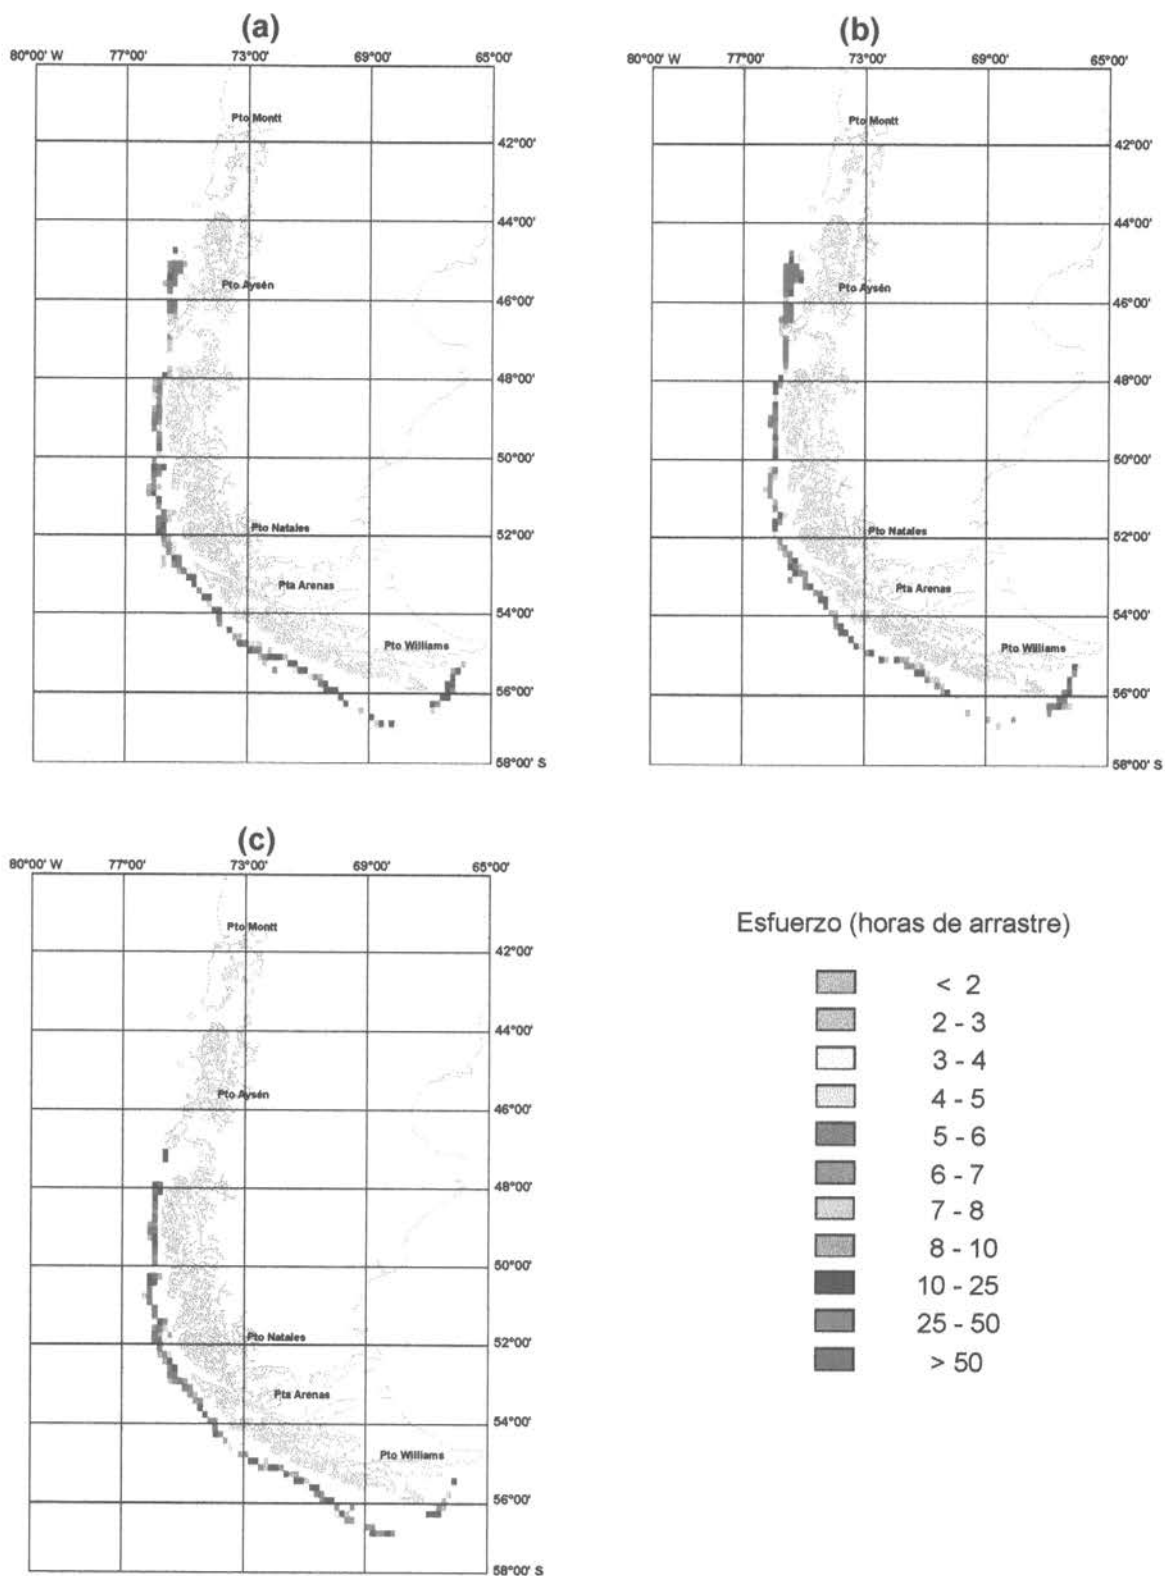 (a)
80°00' W 77°00' 73°00' 69°00' 65°00'
Pto Montt
42°00'
44°00'
Pto Aysén
46°00'
48°00'
50°00'
Pto Natales
52°00'
Pta Arenas
54°00'
Pto Williams
56°00'
58°00' S
(b)
80°00' W 77°00' 73°00' 69°00' 65°00'
Pto Montt
42°00'
44°00'
Pto Aysén
46°00'
48°00'
50°00'
Pto Natales
52°00'
Pta Arenas
54°00'
Pto Williams
56°00'
58°00' S
(c)
80°00' W 77°00' 73°00' 69°00' 65°00'
Pto Montt
42°00'
44°00'
Pto Aysén
46°00'
48°00'
50°00'
Pto Natales
52°00'
Pta Arenas
54°00'
Pto Williams
56°00'
58°00' S
Esfuerzo (horas de arrastre)
< 2
2 - 3
3 - 4
4 - 5
5 - 6
6 - 7
7 - 8
8 - 10
10 - 25
25 - 50
> 50